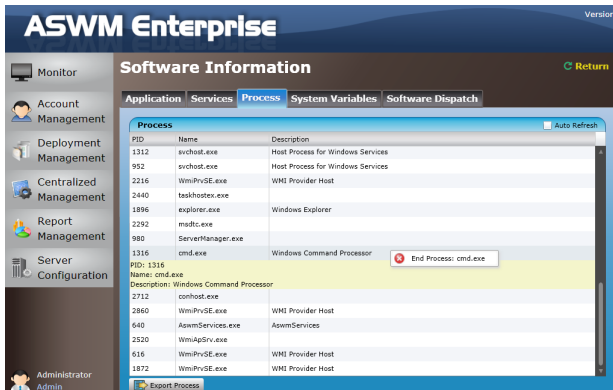 ASWM Enterprise
Version
Monitor
Account
Management
Deployment
Management
Centralized
Management
Report
Management
Server
Configuration
Administrator
Admin
Software Information
Return
Application Services Process System Variables Software Dispatch
Process
Auto Refresh
PID Name Description
1312 svchost.exe Host Process for Windows Services
952 svchost.exe Host Process for Windows Services
2216 WmiPrvSE.exe WMI Provider Host
2440 taskhostex.exe
1896 explorer.exe Windows Explorer
2292 msdtc.exe
980 ServerManager.exe
1316 cmd.exe Windows Command Processor
End Process: cmd.exe
PID: 1316
Name: cmd.exe
Description: Windows Command Processor
2712 conhost.exe
2860 WmiPrvSE.exe WMI Provider Host
640 AswmServices.exe AswmServices
2520 WmiApSrv.exe
616 WmiPrvSE.exe WMI Provider Host
1872 WmiPrvSE.exe WMI Provider Host
Export Process